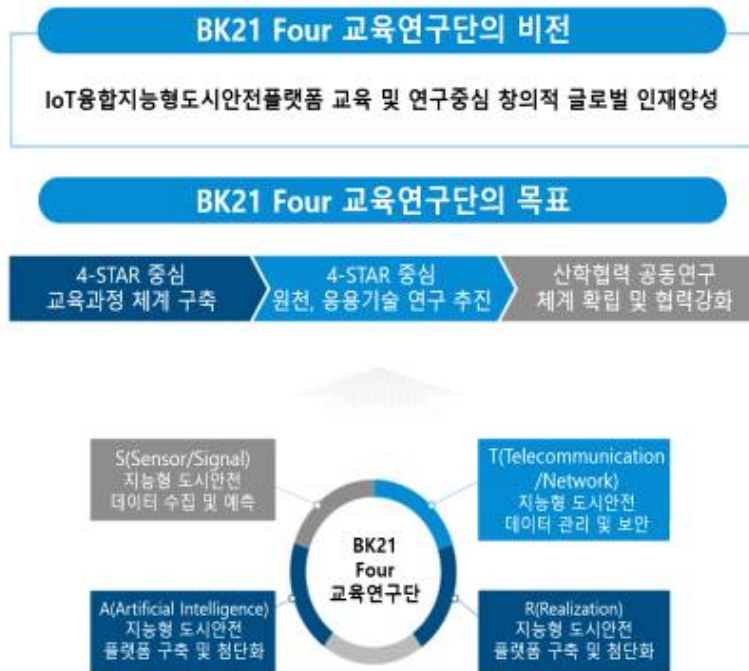 BK21 Four 교육연구단의 비전
IoT융합지능형도시안전플랫폼 교육 및 연구중심 창의적 글로벌 인재양성
BK21 Four 교육연구단의 목표
4-STAR 중심
교육과정 체계 구축
4-STAR 중심
원천, 응용기술 연구 추진
산학협력 공동연구
체계 확립 및 협력강화
S(Sensor/Signal)
지능형 도시안전
데이터 수집 및 예측
T(Telecommunication
/Network)
지능형 도시안전
데이터 관리 및 보안
BK21
Four
교육연구단
A(Artificial Intelligence)
지능형 도시안전
플랫폼 구축 및 첨단화
R(Realization)
지능형 도시안전
플랫폼 구축 및 첨단화